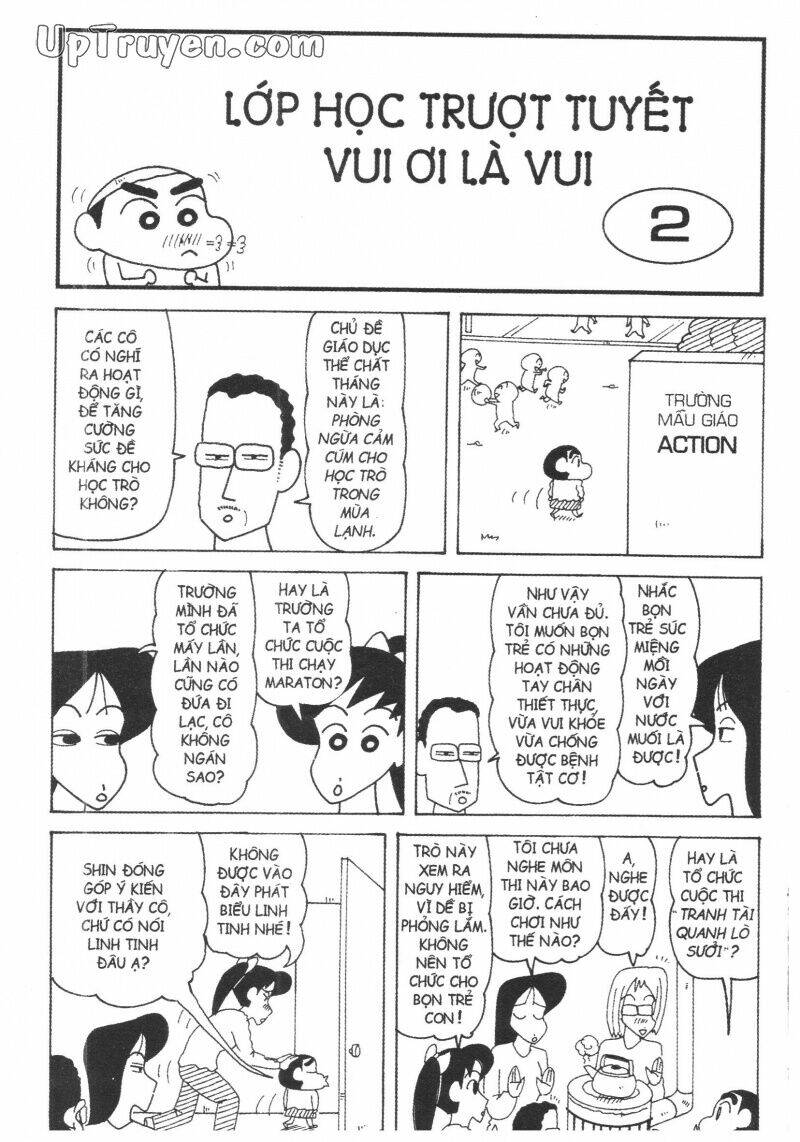 UpTruyen.com
LỚP HỌC TRƯỢT TUYẾT
VUI ƠI LÀ VUI
2
TRƯỜNG
MẪU GIÁO
ACTION
CHỦ ĐỀ
GIÁO DỤC
THỂ CHẤT
THÁNG
NÀY LÀ:
PHÒNG
NGỪA CẢM
CÚM CHO
HỌC TRÒ
TRONG
MÙA
LẠNH.
CÁC CÔ
CÓ NGHĨ
RA HOẠT
ĐỘNG GÌ,
ĐỂ TĂNG
CƯỜNG
SỨC ĐỀ
KHÁNG CHO
HỌC TRÒ
KHÔNG?
NHẮC
BỌN
TRẺ SÚC
MIỆNG
MỖI
NGÀY
VỚI
NƯỚC
MUỐI LÀ
ĐƯỢC!
NHƯ VẬY
VẪN CHƯA ĐỦ.
TÔI MUỐN BỌN
TRẺ CÓ NHỮNG
HOẠT ĐỘNG
TAY CHÂN
THIẾT THỰC,
VỪA VUI KHỎE
VỪA CHỐNG
ĐƯỢC BỆNH
TẬT CƠ!
HAY LÀ
TRƯỜNG
TA TỔ
CHỨC CUỘC
THI CHẠY
MARATON?
TRƯỜNG
MÌNH ĐÃ
TỔ CHỨC
MẤY LẦN,
LẦN NÀO
CŨNG CÓ
ĐỨA ĐI
LẠC, CÔ
KHÔNG
NGÁN
SAO?
HAY LÀ
TỔ CHỨC
CUỘC THI
"TRANH TÀI
QUANH LÒ
SƯỞI"?
A,
NGHE
ĐƯỢC
ĐẤY!
TÔI CHƯA
NGHE MÔN
THI NÀY BAO
GIỜ. CÁCH
CHƠI NHƯ
THẾ NÀO?
TRÒ NÀY
XEM RA
NGUY HIỂM,
VÌ DỄ BỊ
PHỎNG LẮM.
KHÔNG
NÊN TỔ
CHỨC CHO
BỌN TRẺ
CON!
KHÔNG
ĐƯỢC VÀO
ĐÂY PHÁT
BIỂU LINH
TINH NHÉ!
SHIN ĐÓNG
GÓP Ý KIẾN
VỚI THẦY CÔ,
CHỨ CÓ NÓI
LINH TINH
ĐÂU Ạ?